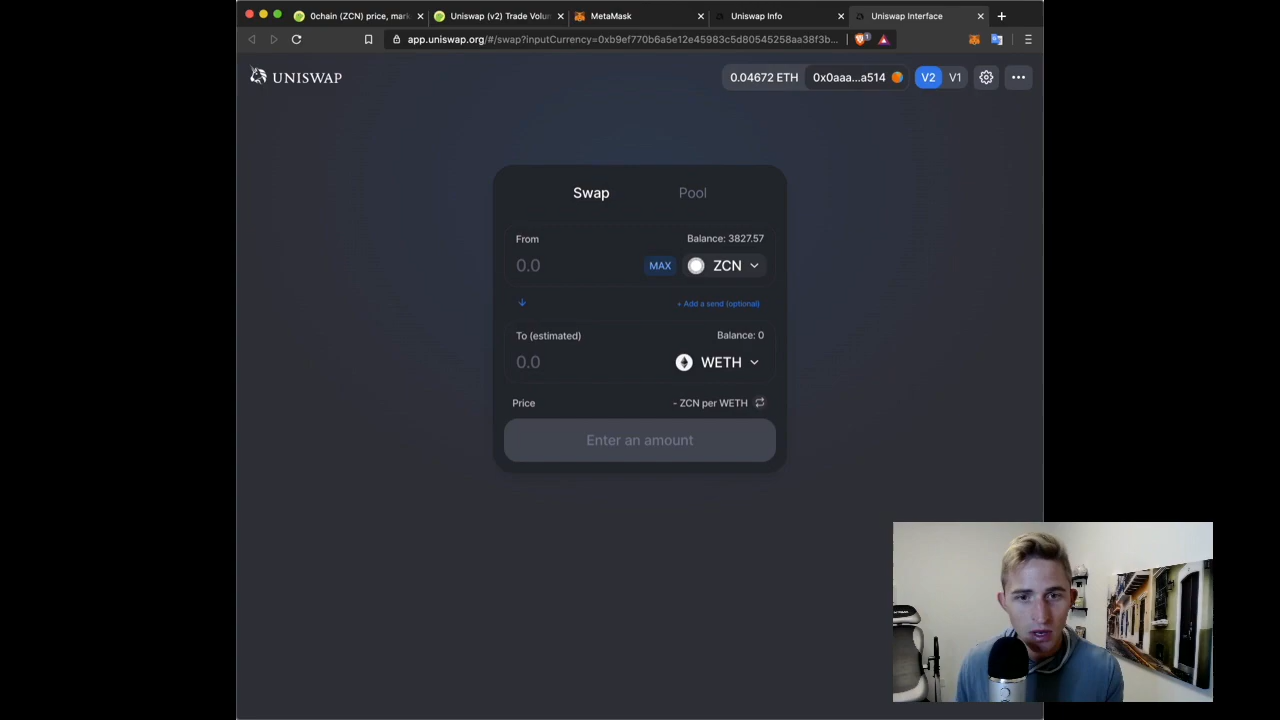 0chain (ZCN) price, mark
Uniswap (v2) Trade Volum
MetaMask
Uniswap Info
Uniswap Interface
app.uniswap.org/#/swap?inputCurrency=0xb9ef770b6a5e12e45983c5d80545258aa38f3b...
1
UNISWAP
0.04672 ETH
0x0aaa...a514
V2
V1
Swap
Pool
From
Balance: 3827.57
0.0
MAX
ZCN
+ Add a send (optional)
To (estimated)
Balance: 0
0.0
WETH
Price
- ZCN per WETH
Enter an amount